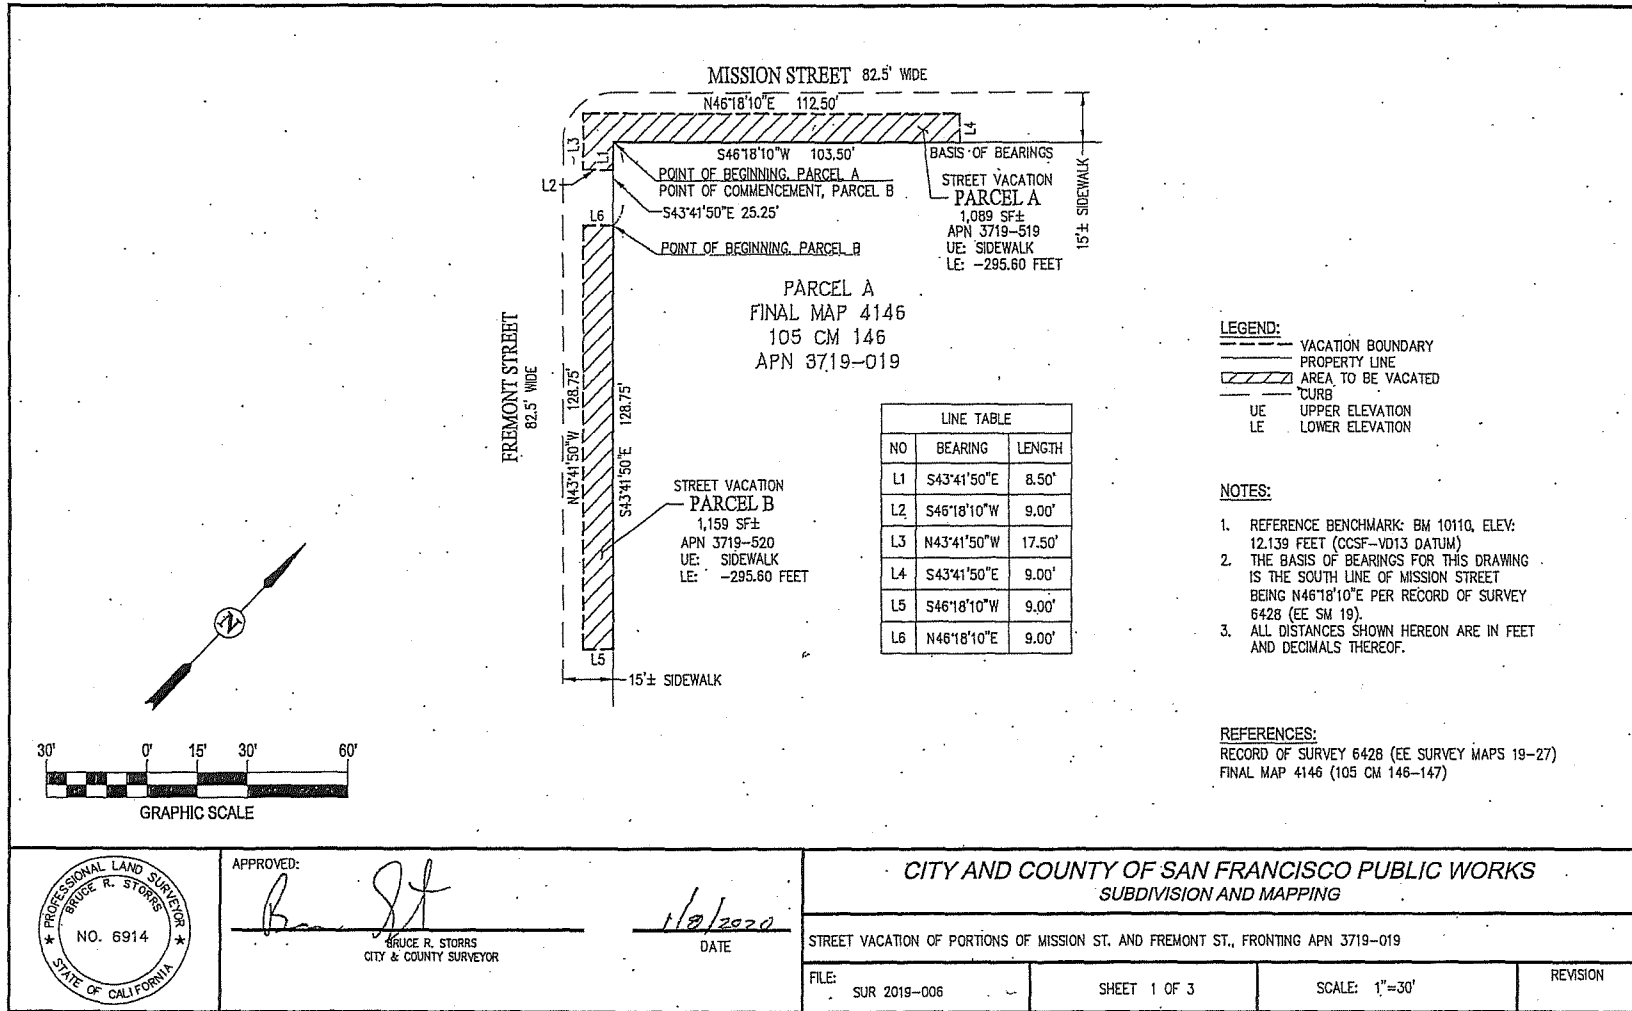 MISSION STREET 82.5' WIDE
N46°18'10"E 112.50'
L4
L3
L1
S46°18'10"W 103.50'
BASIS OF BEARINGS
POINT OF BEGINNING, PARCEL A
POINT OF COMMENCEMENT, PARCEL B
L2
S43°41'50"E 25.25'
L6
POINT OF BEGINNING, PARCEL B
STREET VACATION
PARCEL A
1,089 SF±
APN 3719-519
UE: SIDEWALK
LE: -295.60 FEET
15'± SIDEWALK
PARCEL A
FINAL MAP 4146
105 CM 146
APN 3719-019
FREMONT STREET
82.5' WIDE
N43°41'50"W 128.75'
S43°41'50"E 128.75'
STREET VACATION
PARCEL B
1,159 SF±
APN 3719-520
UE: SIDEWALK
LE: -295.60 FEET
L5
15'± SIDEWALK
LINE TABLE
NO BEARING LENGTH
L1 S43°41'50"E 8.50'
L2 S46°18'10"W 9.00'
L3 N43°41'50"W 17.50'
L4 S43°41'50"E 9.00'
L5 S46°18'10"W 9.00'
L6 N46°18'10"E 9.00'
LEGEND:
VACATION BOUNDARY
PROPERTY LINE
AREA TO BE VACATED
CURB
UE UPPER ELEVATION
LE LOWER ELEVATION
NOTES:
1. REFERENCE BENCHMARK: BM 10110, ELEV:
12.139 FEET (CCSF-VD13 DATUM)
2. THE BASIS OF BEARINGS FOR THIS DRAWING
IS THE SOUTH LINE OF MISSION STREET
BEING N46°18'10"E PER RECORD OF SURVEY
6428 (EE SM 19).
3. ALL DISTANCES SHOWN HEREON ARE IN FEET
AND DECIMALS THEREOF.
REFERENCES:
RECORD OF SURVEY 6428 (EE SURVEY MAPS 19-27)
FINAL MAP 4146 (105 CM 146-147)
N
30' 0' 15' 30' 60'
GRAPHIC SCALE
PROFESSIONAL LAND SURVEYOR
BRUCE R. STORRS
NO. 6914
STATE OF CALIFORNIA
APPROVED:
BRUCE R. STORRS
CITY & COUNTY SURVEYOR
1/8/2020
DATE
CITY AND COUNTY OF SAN FRANCISCO PUBLIC WORKS
SUBDIVISION AND MAPPING
STREET VACATION OF PORTIONS OF MISSION ST. AND FREMONT ST., FRONTING APN 3719-019
FILE:
SUR 2019-006
SHEET 1 OF 3
SCALE: 1"=30'
REVISION